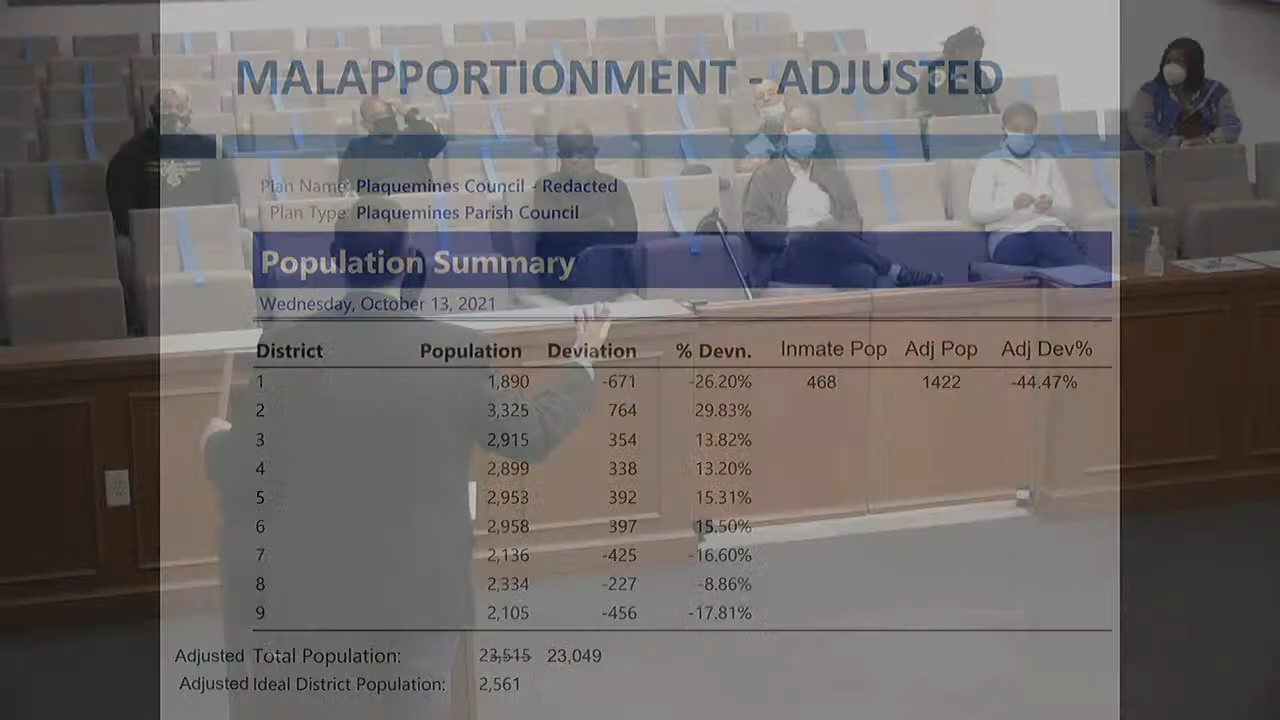 MALAPPORTIONMENT - ADJUSTED
Plan Name: Plaquemines Council - Redacted
Plan Type: Plaquemines Parish Council
Population Summary
Wednesday, October 13, 2021
District Population Deviation % Devn. Inmate Pop Adj Pop Adj Dev%
1 1,890 -671 -26.20% 468 1422 -44.47%
2 3,325 764 29.83%
3 2,915 354 13.82%
4 2,899 338 13.20%
5 2,953 392 15.31%
6 2,958 397 15.50%
7 2,136 -425 -16.60%
8 2,334 -227 -8.86%
9 2,105 -456 -17.81%
Adjusted Total Population: 23,515 23,049
Adjusted Ideal District Population: 2,561